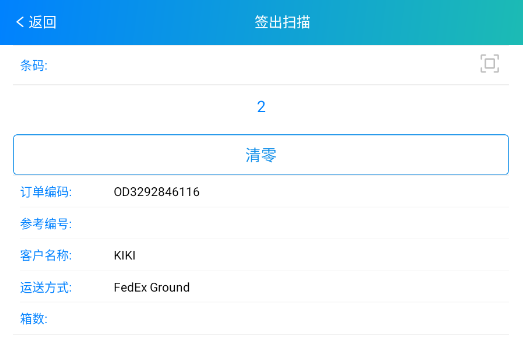 返回 签出扫描
条码:
2
清零
订单编码: OD3292846116
参考编号:
客户名称: KIKI
运送方式: FedEx Ground
箱数: